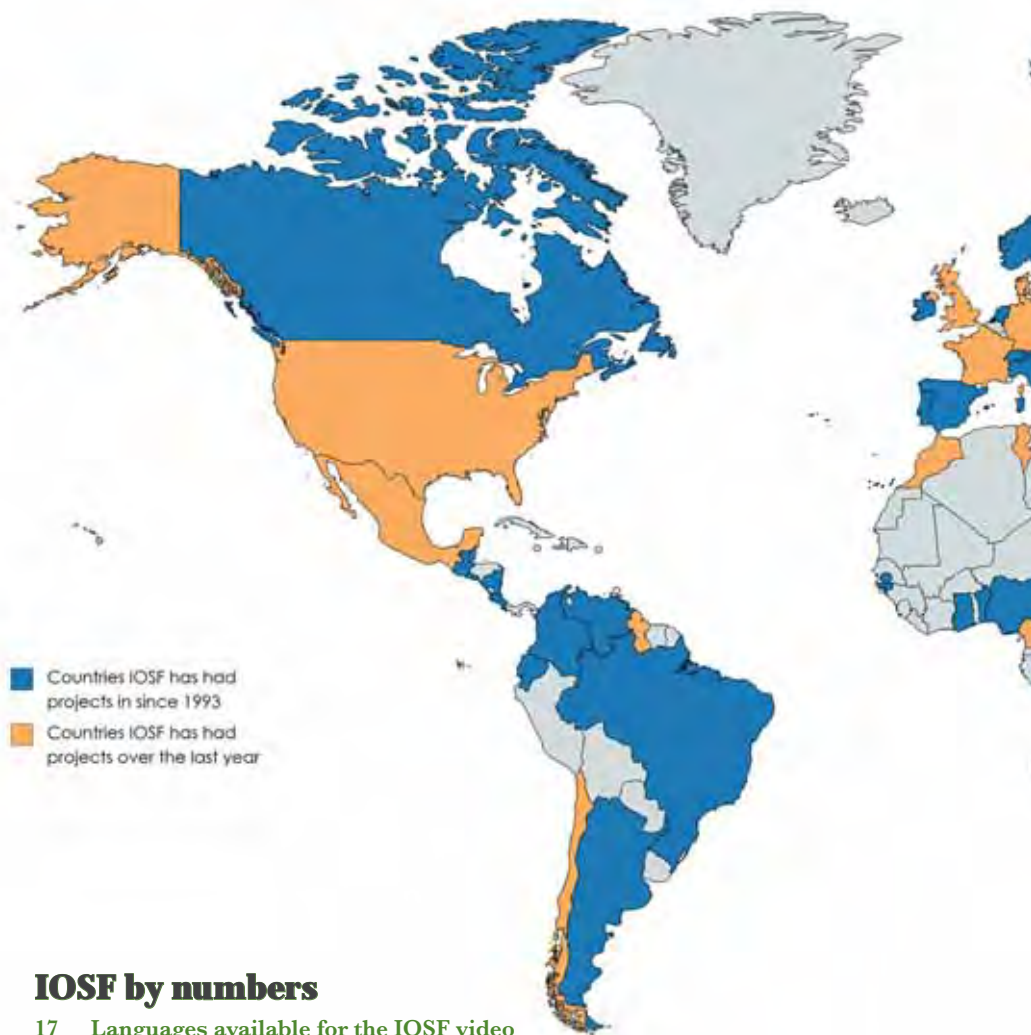 Countries IOSF has had
projects in since 1993
Countries IOSF has had
projects over the last year
IOSF by numbers
17 Languages available for the IOSF video